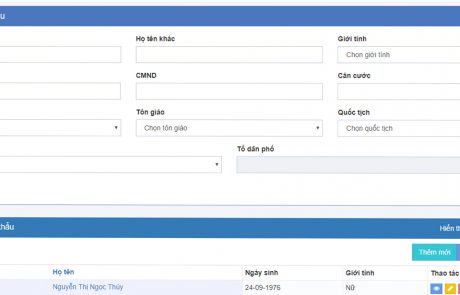 ẩu
Họ tên khác Giới tính
Chọn giới tính
CMND Căn cước
Tôn giáo Quốc tịch
Chọn tôn giáo Chọn quốc tịch
Tổ dân phố
khẩu Hiển th
Thêm mới
Họ tên Ngày sinh Giới tính Thao tác
Nguyễn Thị Ngọc Thúy 24-09-1976 Nữ